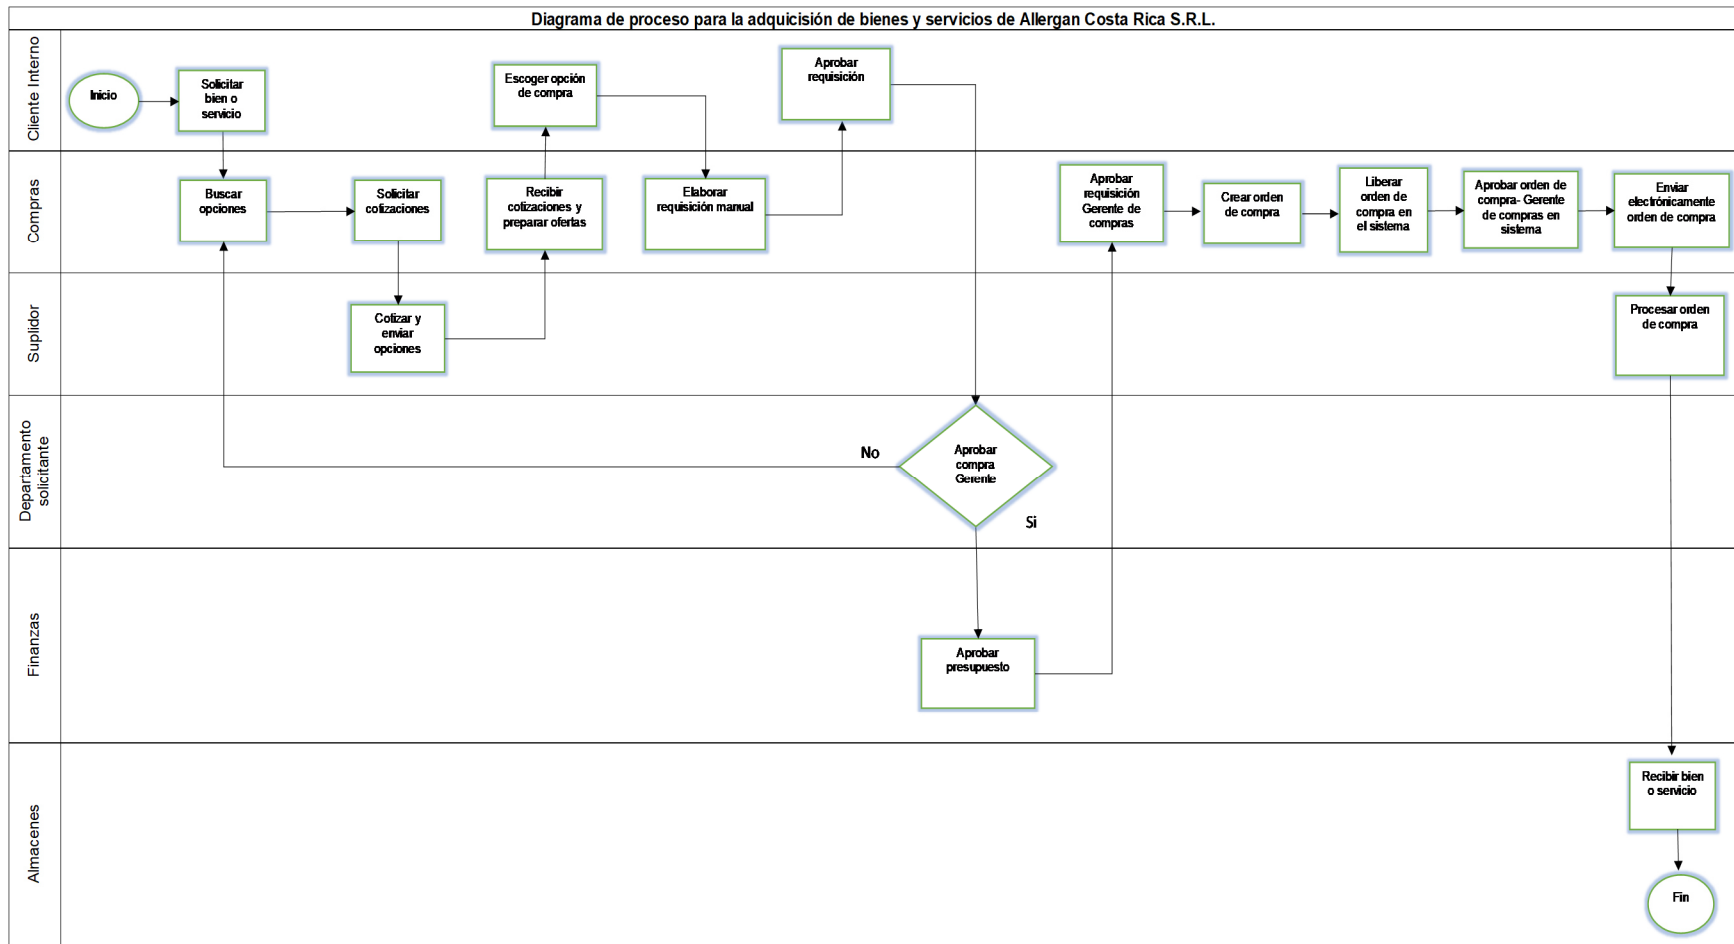 Diagrama de proceso para la adquicisión de bienes y servicios de Allergan Costa Rica S.R.L.
Cliente Interno
Inicio
Solicitar
bien o
servicio
Escoger opción
de compra
Aprobar
requisición
Compras
Buscar
opciones
Solicitar
cotizaciones
Recibir
cotizaciones y
preparar ofertas
Elaborar
requisición manual
Aprobar
requisición
Gerente de
compras
Crear orden
de compra
Liberar
orden de
compra en
el sistema
Aprobar orden de
compra- Gerente
de compras en
sistema
Enviar
electrónicamente
orden de compra
Suplidor
Cotizar y
enviar
opciones
Procesar orden
de compra
Departamento
solicitante
No
Aprobar
compra
Gerente
Si
Finanzas
Aprobar
presupuesto
Almacenes
Recibir bien
o servicio
Fin